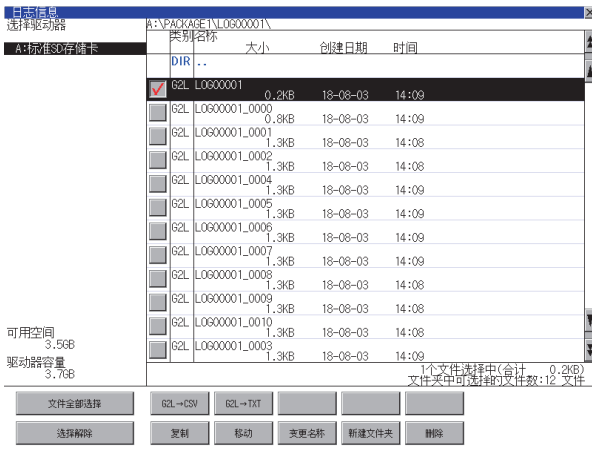 日志信息
选择驱动器
A:标准SD存储卡
可用空间
3.5GB
驱动器容量
3.7GB
A:\PACKAGE1\LOG00001\
类别 名称
大小 创建日期 时间
DIR ..
G2L LOG00001
0.2KB 18-08-03 14:09
G2L LOG00001_0000
0.8KB 18-08-03 14:09
G2L LOG00001_0001
1.3KB 18-08-03 14:08
G2L LOG00001_0002
1.3KB 18-08-03 14:08
G2L LOG00001_0004
1.3KB 18-08-03 14:09
G2L LOG00001_0005
1.3KB 18-08-03 14:09
G2L LOG00001_0006
1.3KB 18-08-03 14:09
G2L LOG00001_0007
1.3KB 18-08-03 14:09
G2L LOG00001_0008
1.3KB 18-08-03 14:08
G2L LOG00001_0009
1.3KB 18-08-03 14:08
G2L LOG00001_0010
1.3KB 18-08-03 14:08
G2L LOG00001_0003
1.3KB 18-08-03 14:09
1个文件选择中(合计 0.2KB)
文件夹中可选择的文件数:12 文件
文件全部选择 G2L→CSV G2L→TXT
选择解除 复制 移动 变更名称 新建文件夹 删除